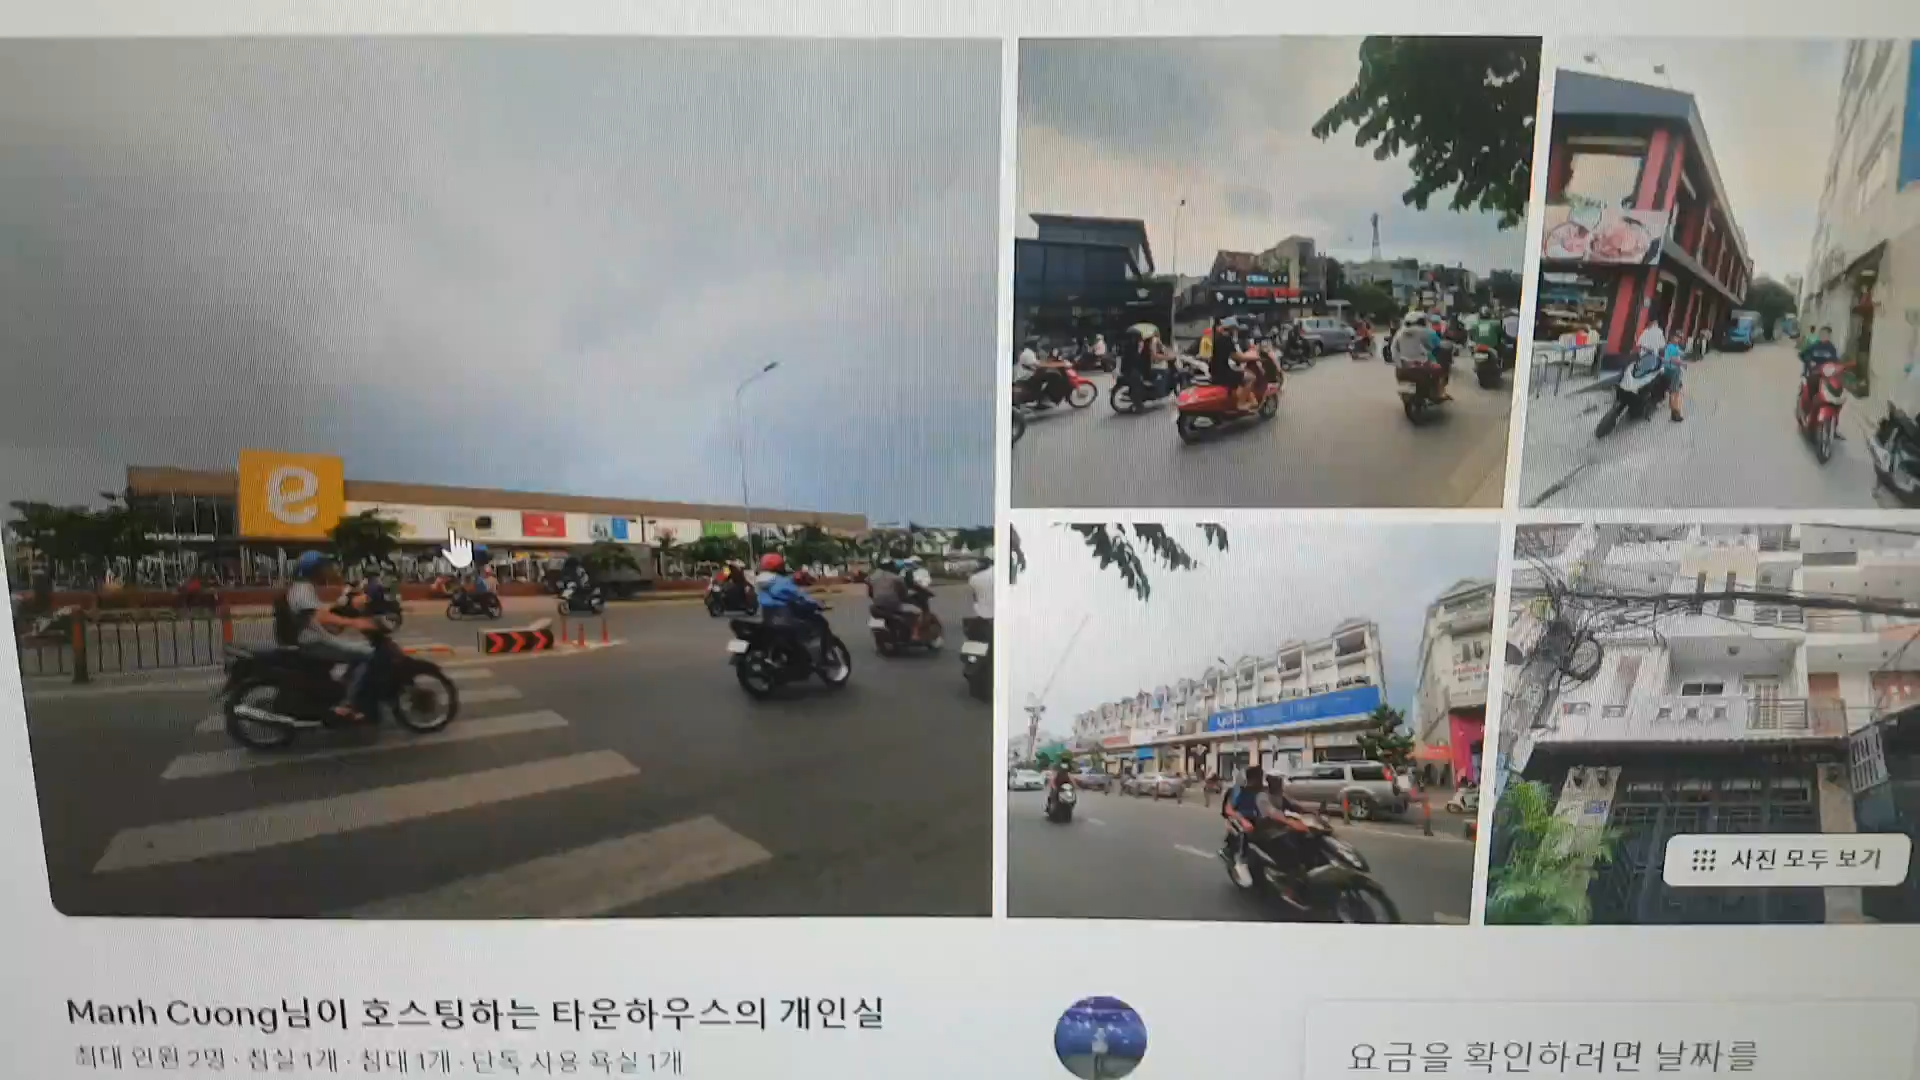 e
yola
사진 모두 보기
Manh Cuong님이 호스팅하는 타운하우스의 개인실
최대 인원 2명 · 침실 1개 · 침대 1개 · 단독 사용 욕실 1개
요금을 확인하려면 날짜를